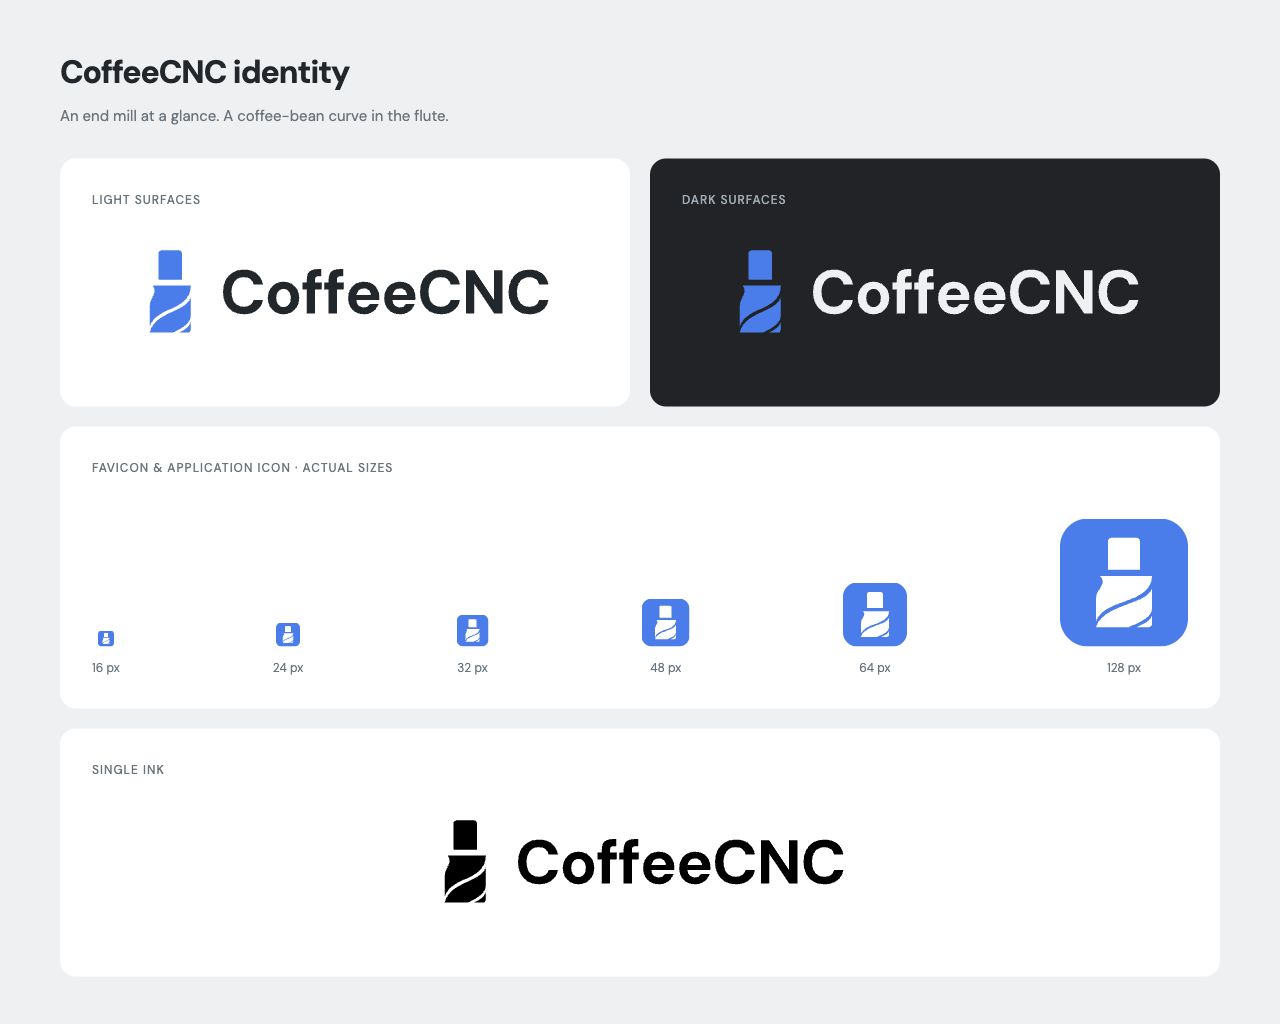 CoffeeCNC identity
An end mill at a glance. A coffee-bean curve in the flute.
LIGHT SURFACES
CoffeeCNC
DARK SURFACES
CoffeeCNC
FAVICON & APPLICATION ICON · ACTUAL SIZES
16 px
24 px
32 px
48 px
64 px
128 px
SINGLE INK
CoffeeCNC